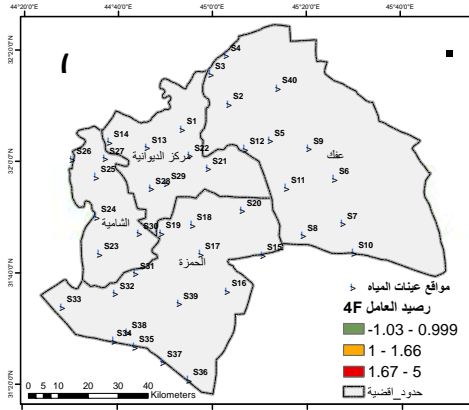 44°20'0"E 44°40'0"E 45°0'0"E 45°20'0"E 45°40'0"E
32°20'0"N
32°0'0"N
31°40'0"N
31°20'0"N
S4
S3
S40
S2
S1
S14 S13 S22 S12 S5 S9
S26 S27 مركز الديوانية S21 عفك
S25 S28 S29 S11 S6
S24 الشامية S30 S19 S18 S20 S7
S8
S23 S17 الحمزة S15 S10
S31
S32 S16
S33 S39
S34 S38
S35
S37
S36
مواقع عينات المياه
رصيد العامل 4F
-1.03 - 0.999
1 - 1.66
1.67 - 5
حدود_اقضية
0 5 10 20 30 40
Kilometers